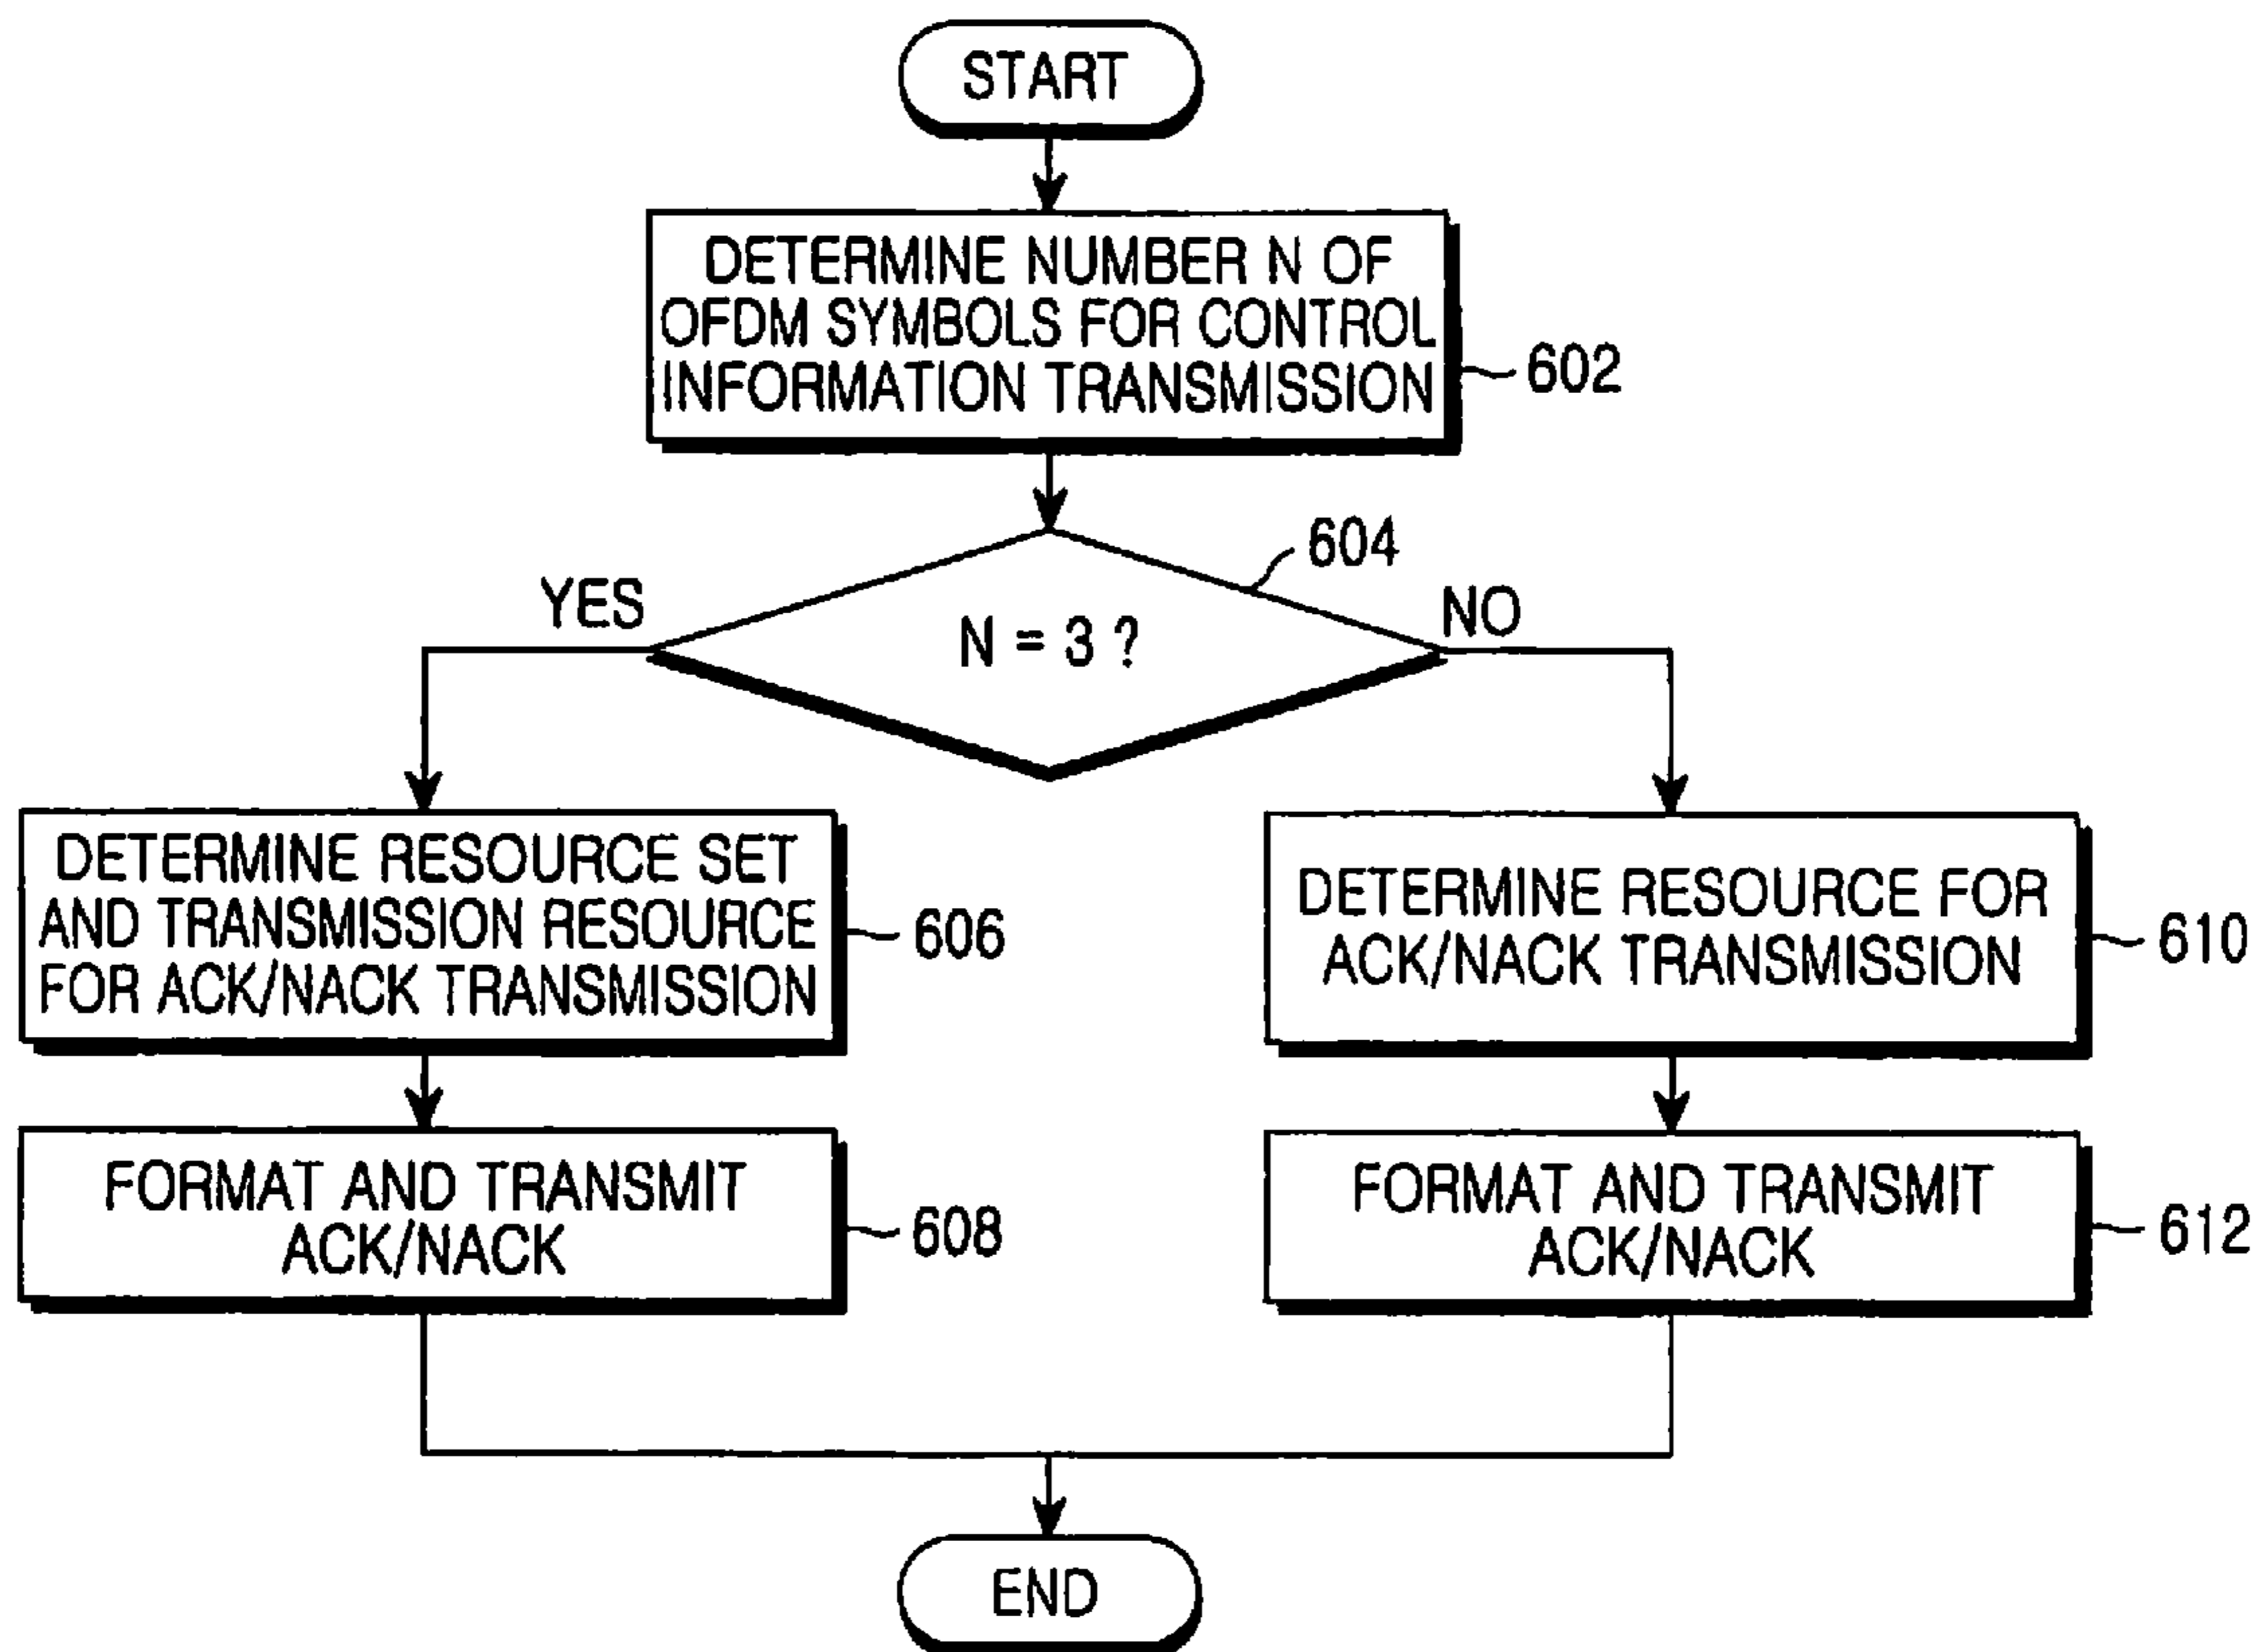 START
DETERMINE NUMBER N OF
OFDM SYMBOLS FOR CONTROL
INFORMATION TRANSMISSION
602
604
YES
N = 3 ?
NO
DETERMINE RESOURCE SET
AND TRANSMISSION RESOURCE
FOR ACK/NACK TRANSMISSION
606
DETERMINE RESOURCE FOR
ACK/NACK TRANSMISSION
610
FORMAT AND TRANSMIT
ACK/NACK
608
FORMAT AND TRANSMIT
ACK/NACK
612
END